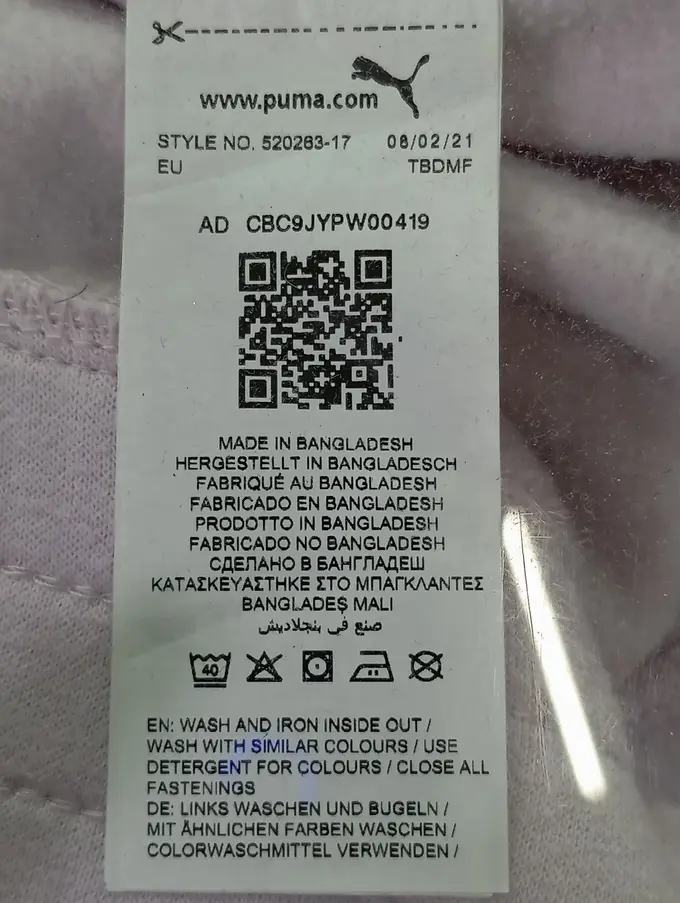 www.puma.com
STYLE NO. 520283-17 08/02/21
EU TBDMF
AD CBC9JYPW00419
MADE IN BANGLADESH
HERGESTELLT IN BANGLADESCH
FABRIQUÉ AU BANGLADESH
FABRICADO EN BANGLADESH
PRODOTTO IN BANGLADESH
FABRICADO NO BANGLADESH
СДЕЛАНО В БАНГЛАДЕШ
ΚΑΤΑΣΚΕΥΑΣΤΗΚΕ ΣΤΟ ΜΠΑΓΚΛΑΝΤΕΣ
BANGLADEŞ MALI
صنع في بنجلاديش
40
EN: WASH AND IRON INSIDE OUT /
WASH WITH SIMILAR COLOURS / USE
DETERGENT FOR COLOURS / CLOSE ALL
FASTENINGS
DE: LINKS WASCHEN UND BUGELN /
MIT ÄHNLICHEN FARBEN WASCHEN /
COLORWASCHMITTEL VERWENDEN /